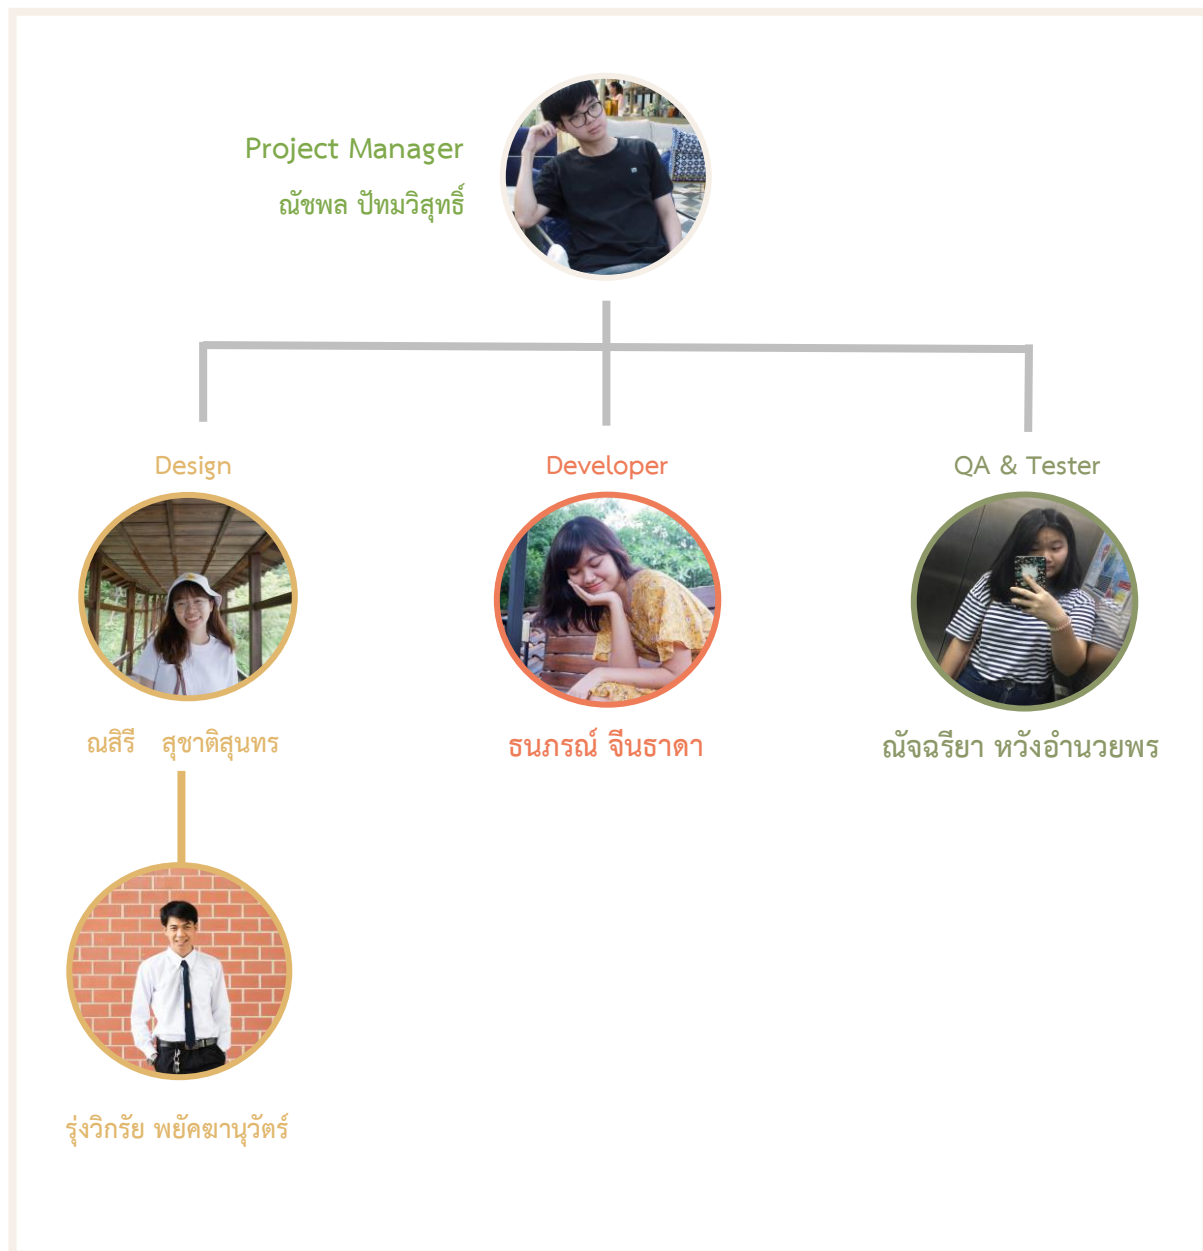 Project Manager
ณัชพล ปัทมวิสุทธิ์
Design
Developer
QA & Tester
ณสิรี สุชาติสุนทร
ธนภรณ์ จีนธาดา
ณัจฉรียา หวังอำนวยพร
รุ่งวิกรัย พยัคฆานุวัตร์